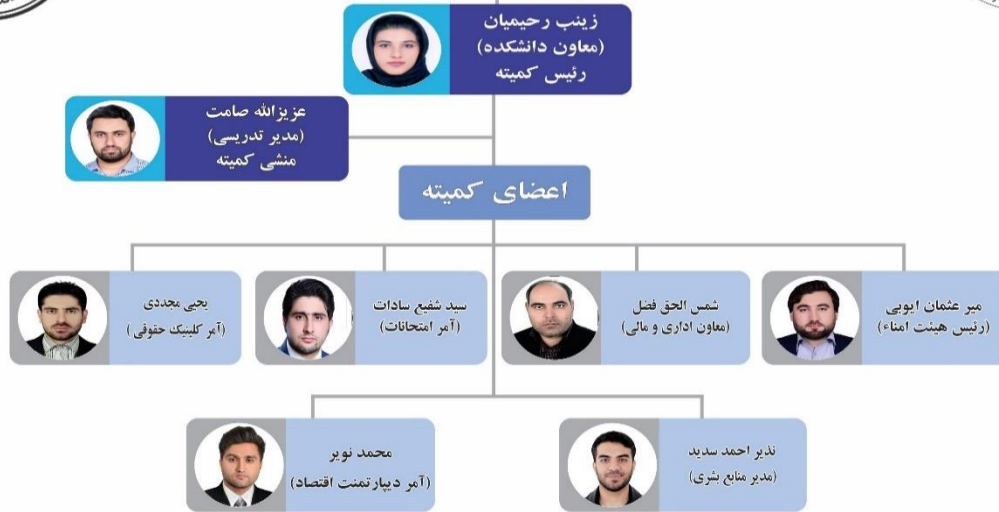 زینب رحیمیان
(معاون دانشکده)
رئیس کمیته
عزیزالله صامت
(مدیر تدریسی)
منشی کمیته
اعضای کمیته
میر عثمان ایوبی
(رئیس هیئت امناء)
شمس الحق فضل
(معاون اداری و مالی)
سید شفیع سادات
(آمر امتحانات)
یحیی مجددی
(آمر کلینیک حقوقی)
نذیر احمد سدید
(مدیر منابع بشری)
محمد نویر
(آمر دیپارتمنت اقتصاد)